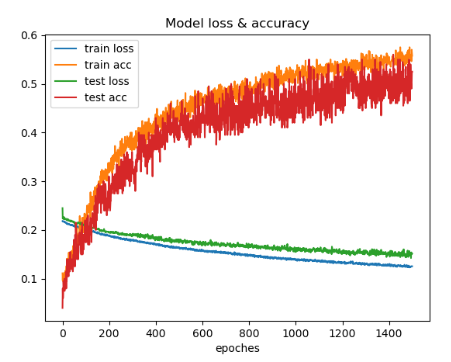 Model loss & accuracy
train loss
train acc
test loss
test acc
0.6
0.5
0.4
0.3
0.2
0.1
0 200 400 600 800 1000 1200 1400
epoches